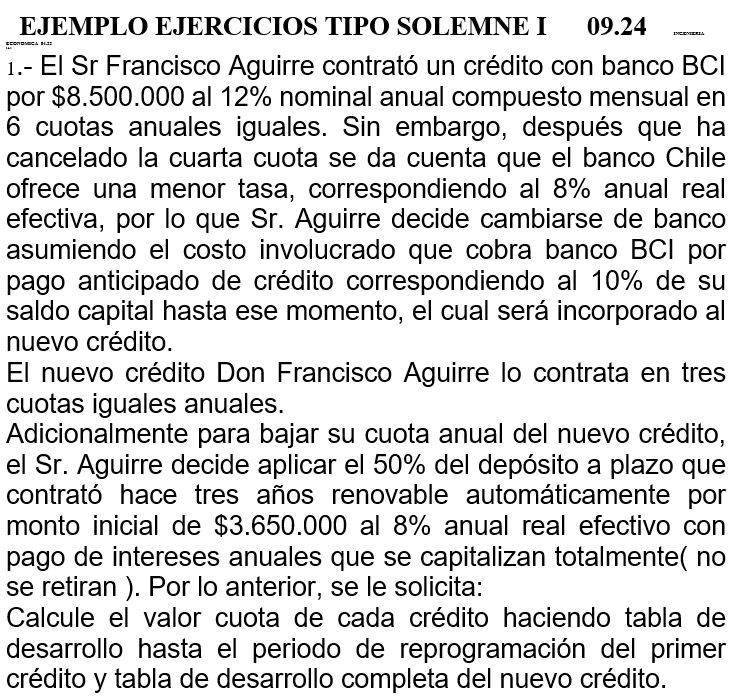 EJEMPLO EJERCICIOS TIPO SOLEMNE I 09.24 INGENIERIA
ECONOMICA
1.- El Sr Francisco Aguirre contrató un crédito con banco BCI
por $8.500.000 al 12% nominal anual compuesto mensual en
6 cuotas anuales iguales. Sin embargo, después que ha
cancelado la cuarta cuota se da cuenta que el banco Chile
ofrece una menor tasa, correspondiendo al 8% anual real
efectiva, por lo que Sr. Aguirre decide cambiarse de banco
asumiendo el costo involucrado que cobra banco BCI por
pago anticipado de crédito correspondiendo al 10% de su
saldo capital hasta ese momento, el cual será incorporado al
nuevo crédito.
El nuevo crédito Don Francisco Aguirre lo contrata en tres
cuotas iguales anuales.
Adicionalmente para bajar su cuota anual del nuevo crédito,
el Sr. Aguirre decide aplicar el 50% del depósito a plazo que
contrató hace tres años renovable automáticamente por
monto inicial de $3.650.000 al 8% anual real efectivo con
pago de intereses anuales que se capitalizan totalmente( no
se retiran ). Por lo anterior, se le solicita:
Calcule el valor cuota de cada crédito haciendo tabla de
desarrollo hasta el periodo de reprogramación del primer
crédito y tabla de desarrollo completa del nuevo crédito.